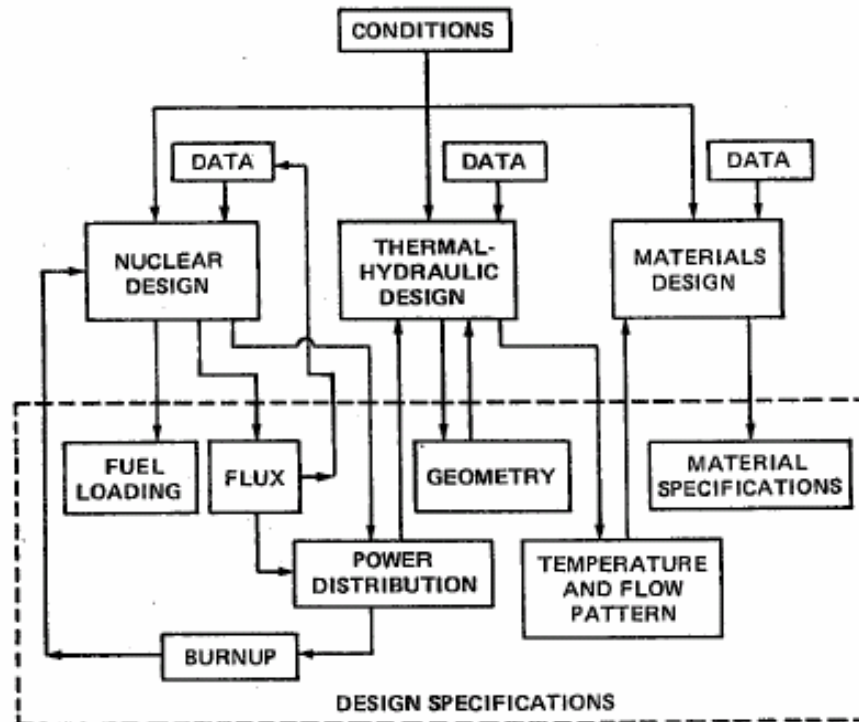 CONDITIONS
DATA
DATA
DATA
NUCLEAR
DESIGN
THERMAL-
HYDRAULIC
DESIGN
MATERIALS
DESIGN
FUEL
LOADING
FLUX
GEOMETRY
MATERIAL
SPECIFICATIONS
POWER
DISTRIBUTION
TEMPERATURE
AND FLOW
PATTERN
BURNUP
DESIGN SPECIFICATIONS